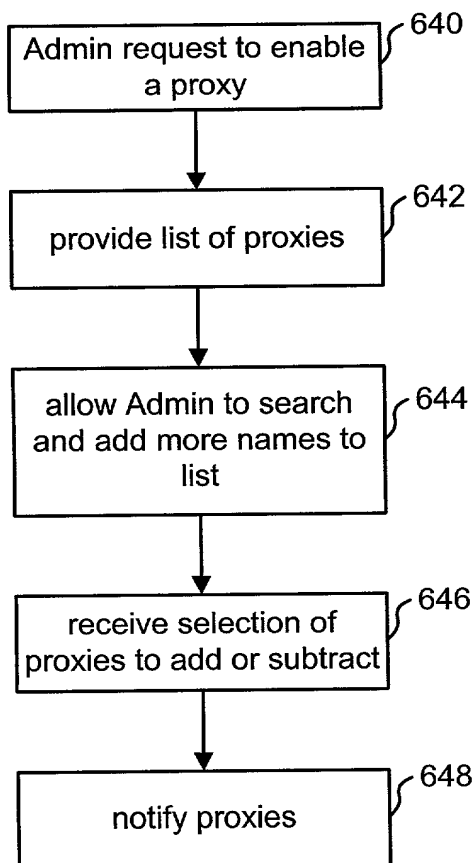 640
Admin request to enable
a proxy
642
provide list of proxies
644
allow Admin to search
and add more names to
list
646
receive selection of
proxies to add or subtract
648
notify proxies